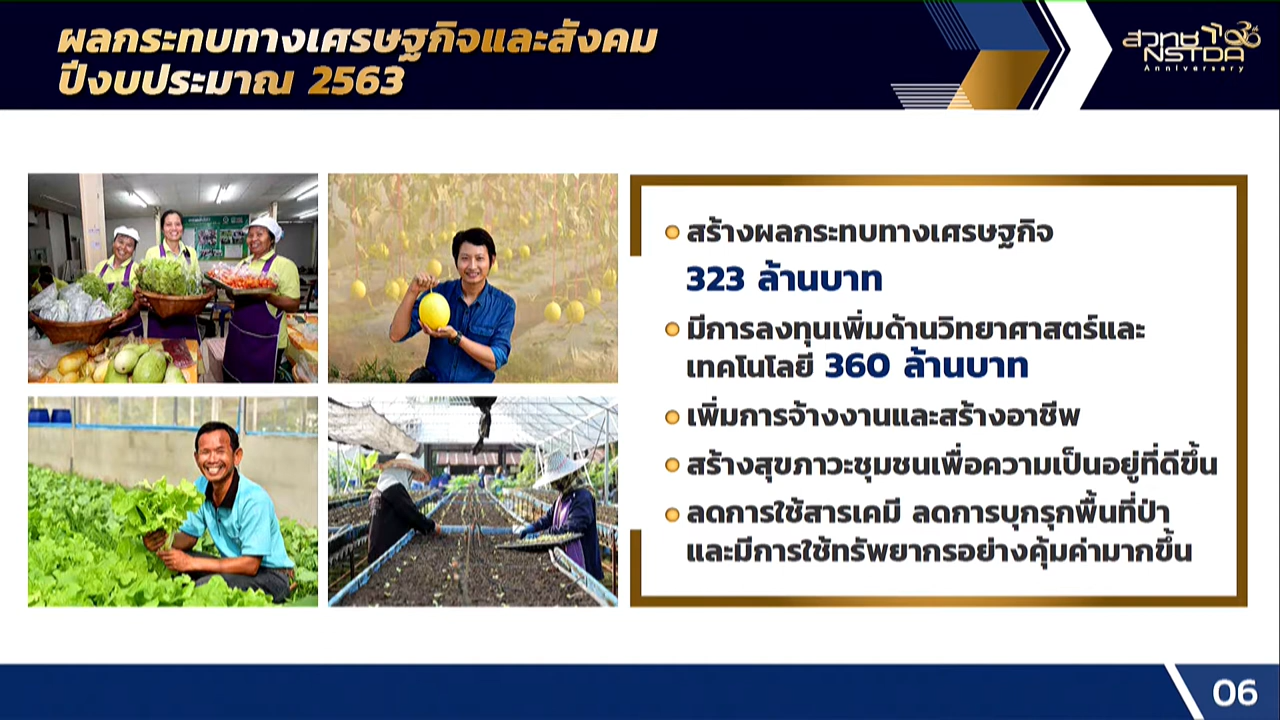 ผลกระทบทางเศรษฐกิจและสังคม
ปีงบประมาณ 2563
สวทช
NSTDA
Anniversary
สร้างผลกระทบทางเศรษฐกิจ
323 ล้านบาท
มีการลงทุนเพิ่มด้านวิทยาศาสตร์และ
เทคโนโลยี 360 ล้านบาท
เพิ่มการจ้างงานและสร้างอาชีพ
สร้างสุขภาวะชุมชนเพื่อความเป็นอยู่ที่ดีขึ้น
ลดการใช้สารเคมี ลดการบุกรุกพื้นที่ป่า
และมีการใช้ทรัพยากรอย่างคุ้มค่ามากขึ้น
06